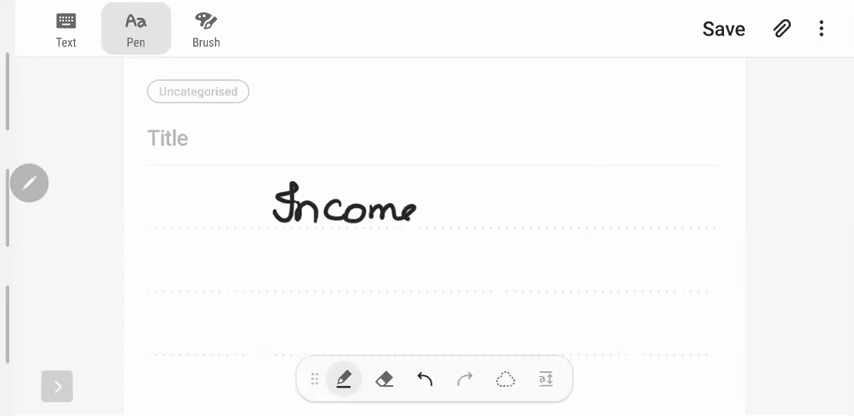 Text
Pen
Brush
Save
Uncategorised
Title
Income